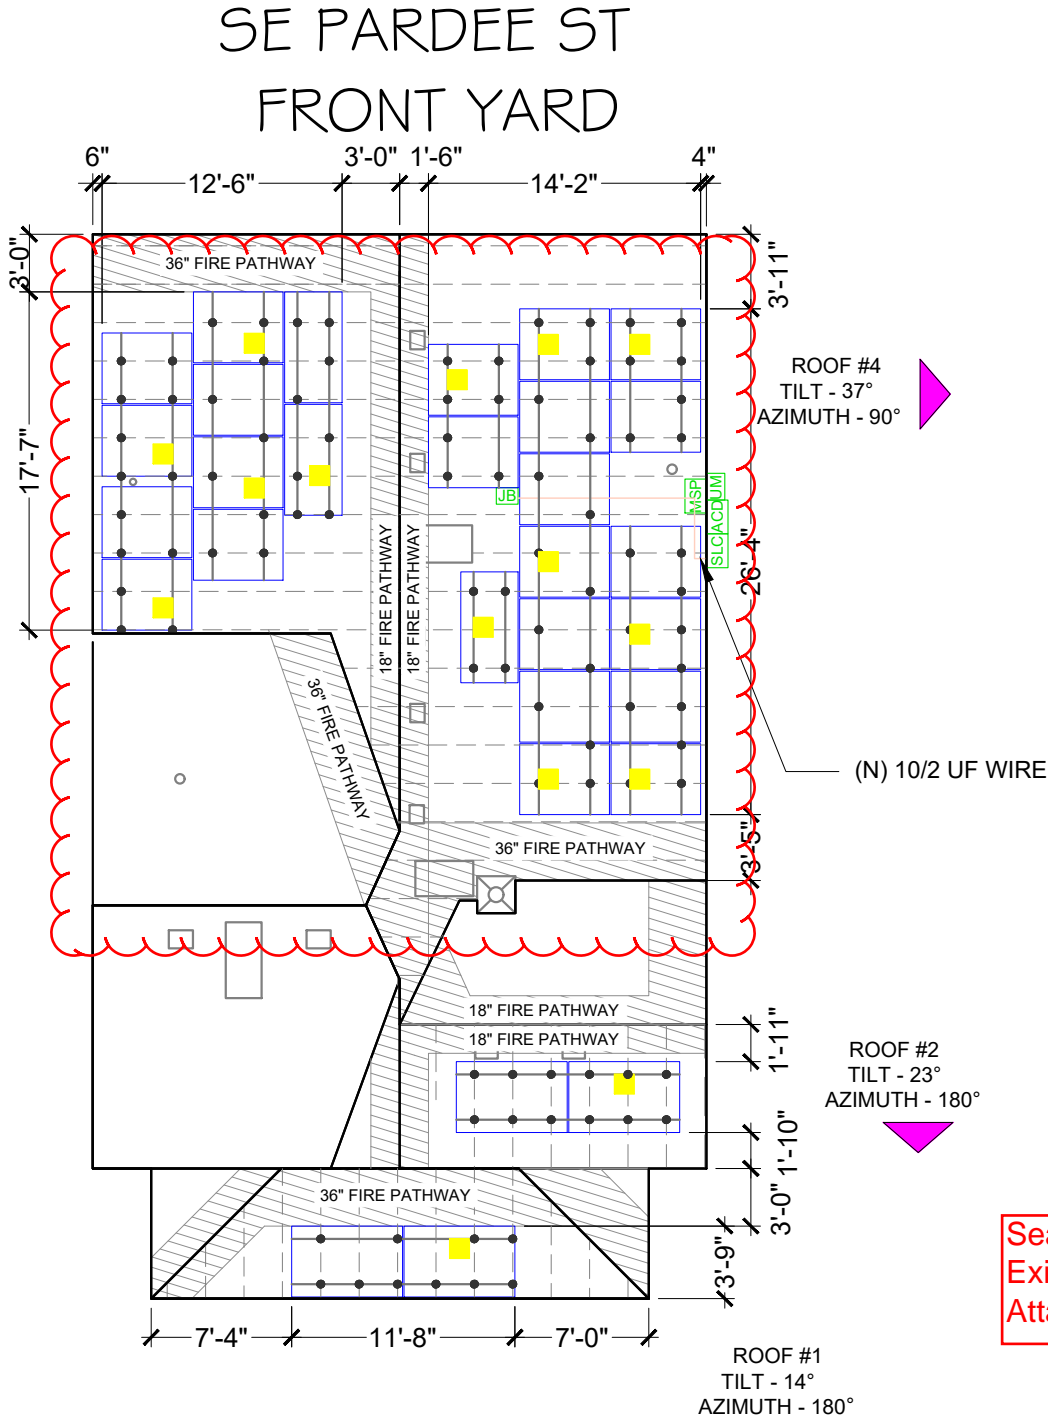 SE PARDEE ST
FRONT YARD
6"
3'-0"
1'-6"
4"
12'-6"
14'-2"
3'-0"
36" FIRE PATHWAY
3'-11"
ROOF #4
TILT - 37°
AZIMUTH - 90°
17'-7"
JB
MSP
UM
ACD
SLC
26'-4"
18" FIRE PATHWAY
18" FIRE PATHWAY
36" FIRE PATHWAY
(N) 10/2 UF WIRE
36" FIRE PATHWAY
3'-5"
18" FIRE PATHWAY
18" FIRE PATHWAY
1'-11"
ROOF #2
TILT - 23°
AZIMUTH - 180°
1'-10"
36" FIRE PATHWAY
3'-0"
3'-9"
7'-4"
11'-8"
7'-0"
ROOF #1
TILT - 14°
AZIMUTH - 180°